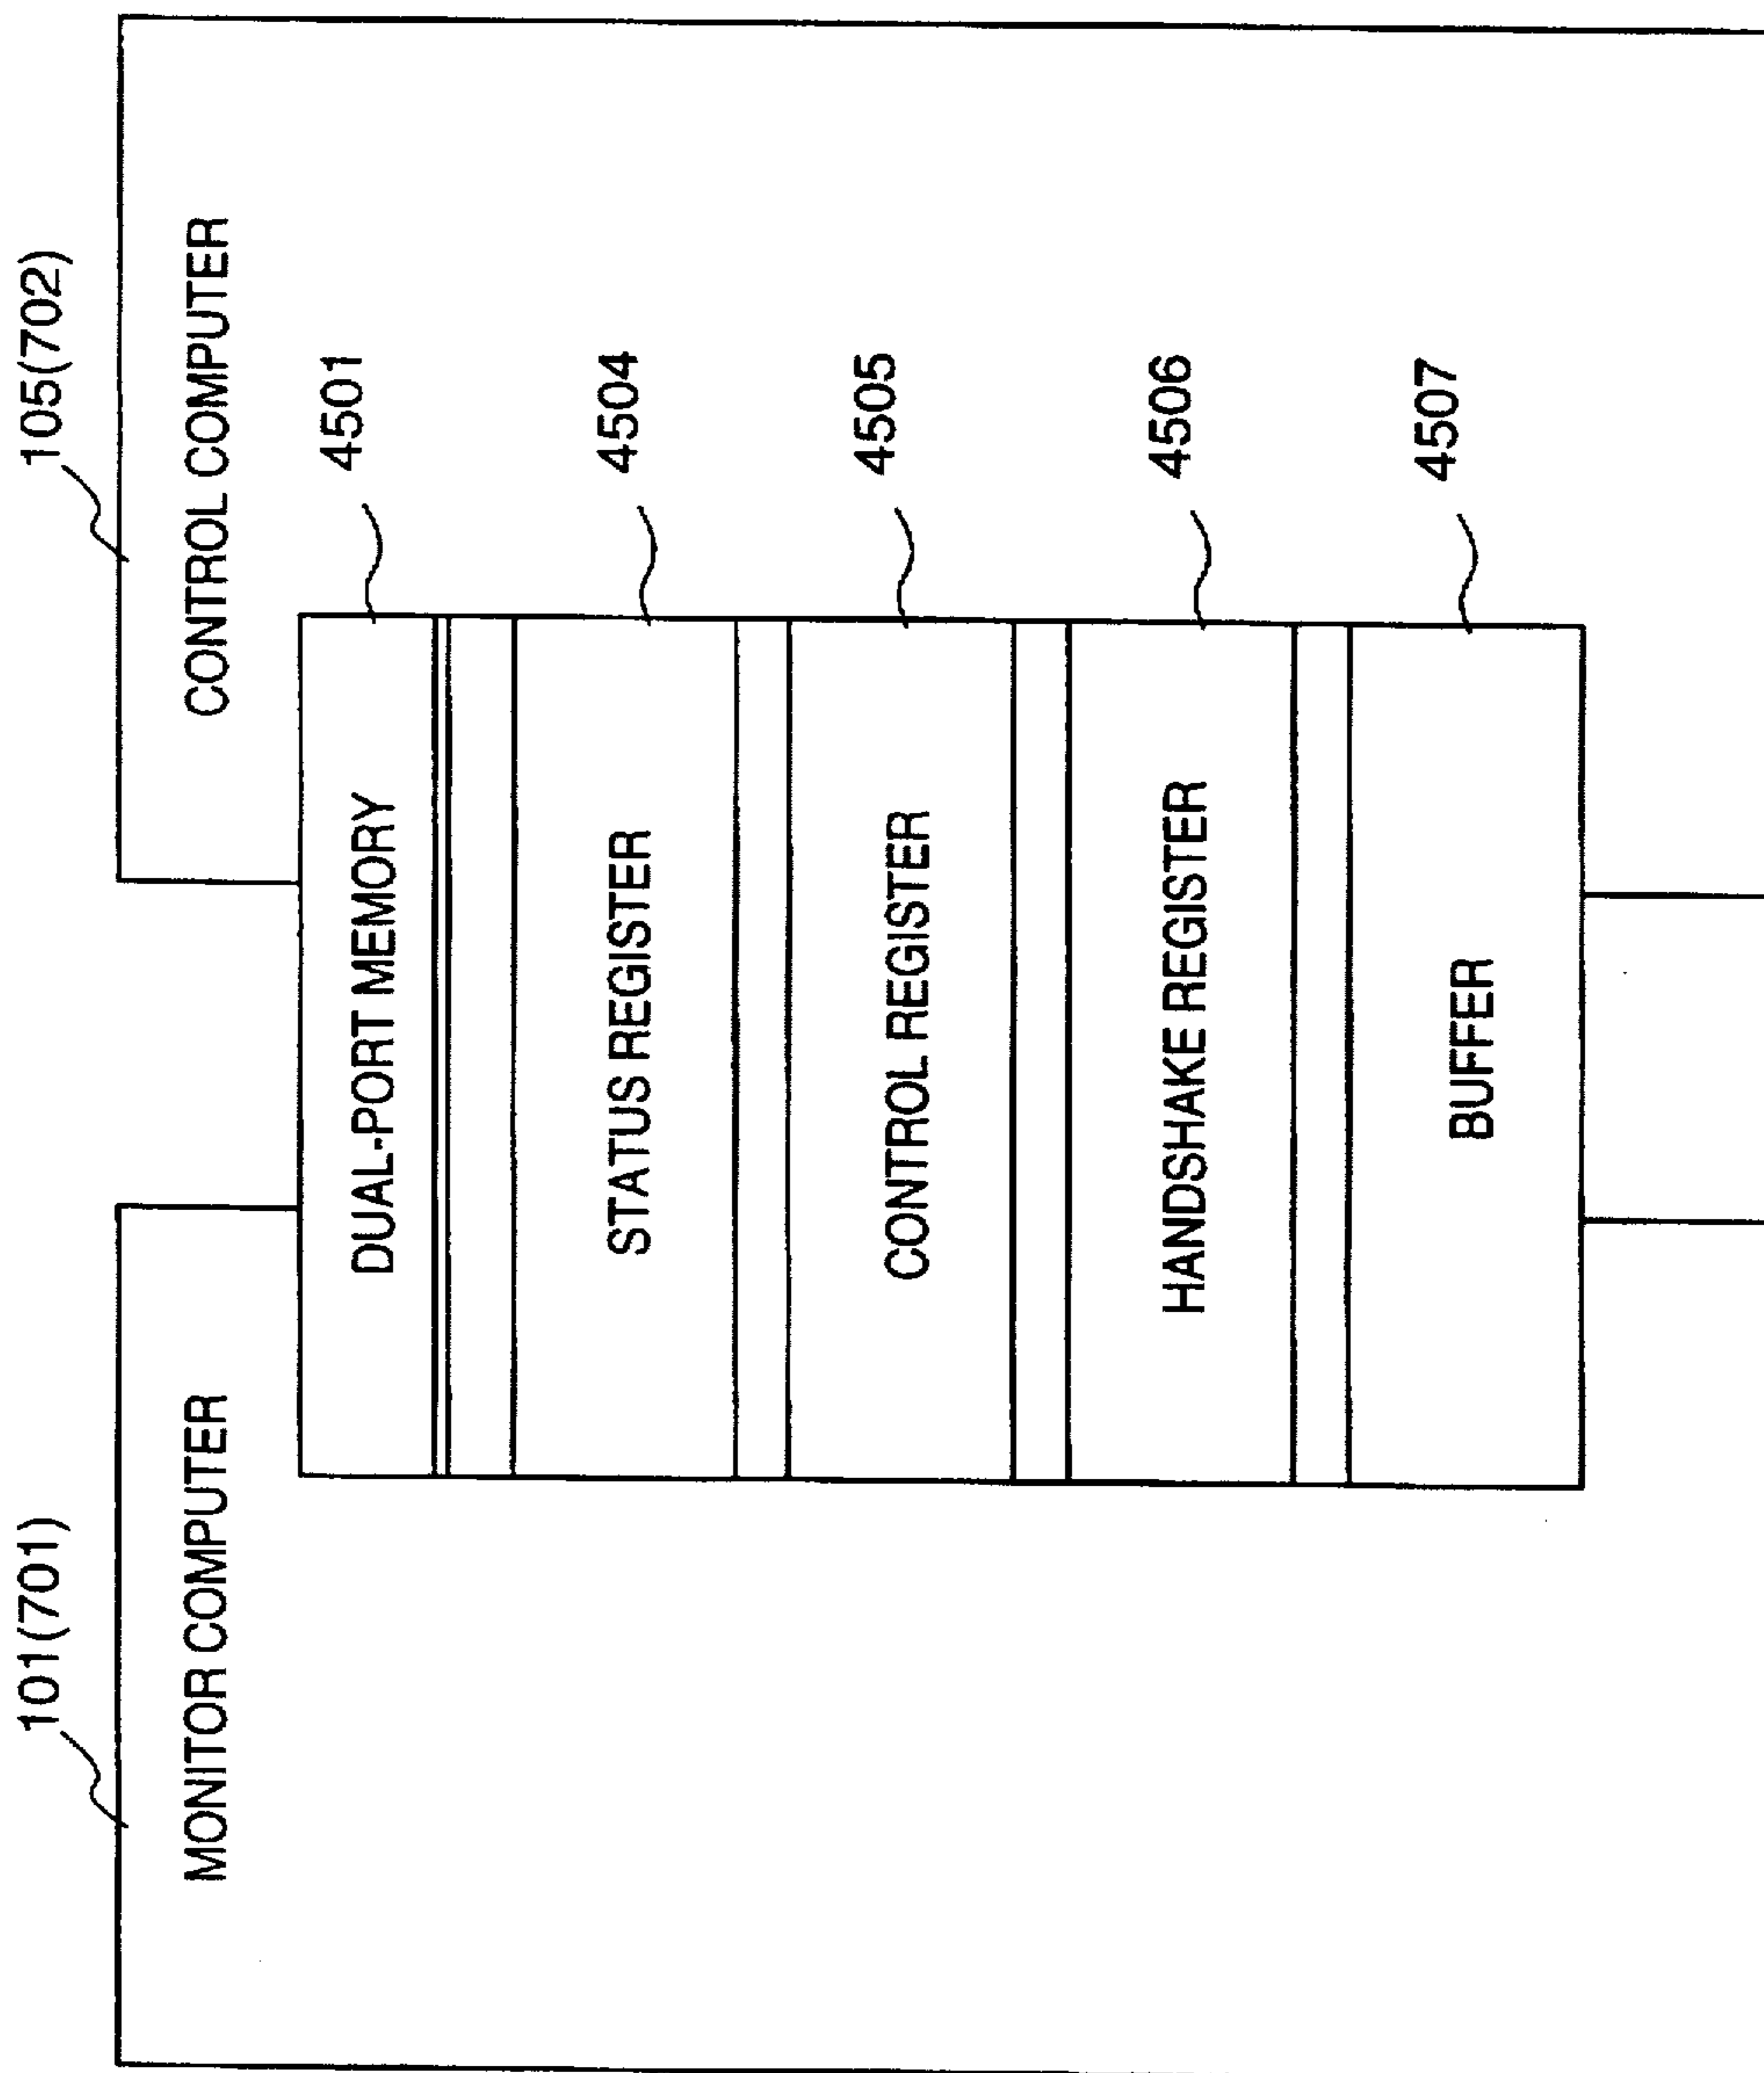 101(701)
105(702)
MONITOR COMPUTER
CONTROL COMPUTER
4501
DUAL-PORT MEMORY
4504
STATUS REGISTER
4505
CONTROL REGISTER
4506
HANDSHAKE REGISTER
4507
BUFFER